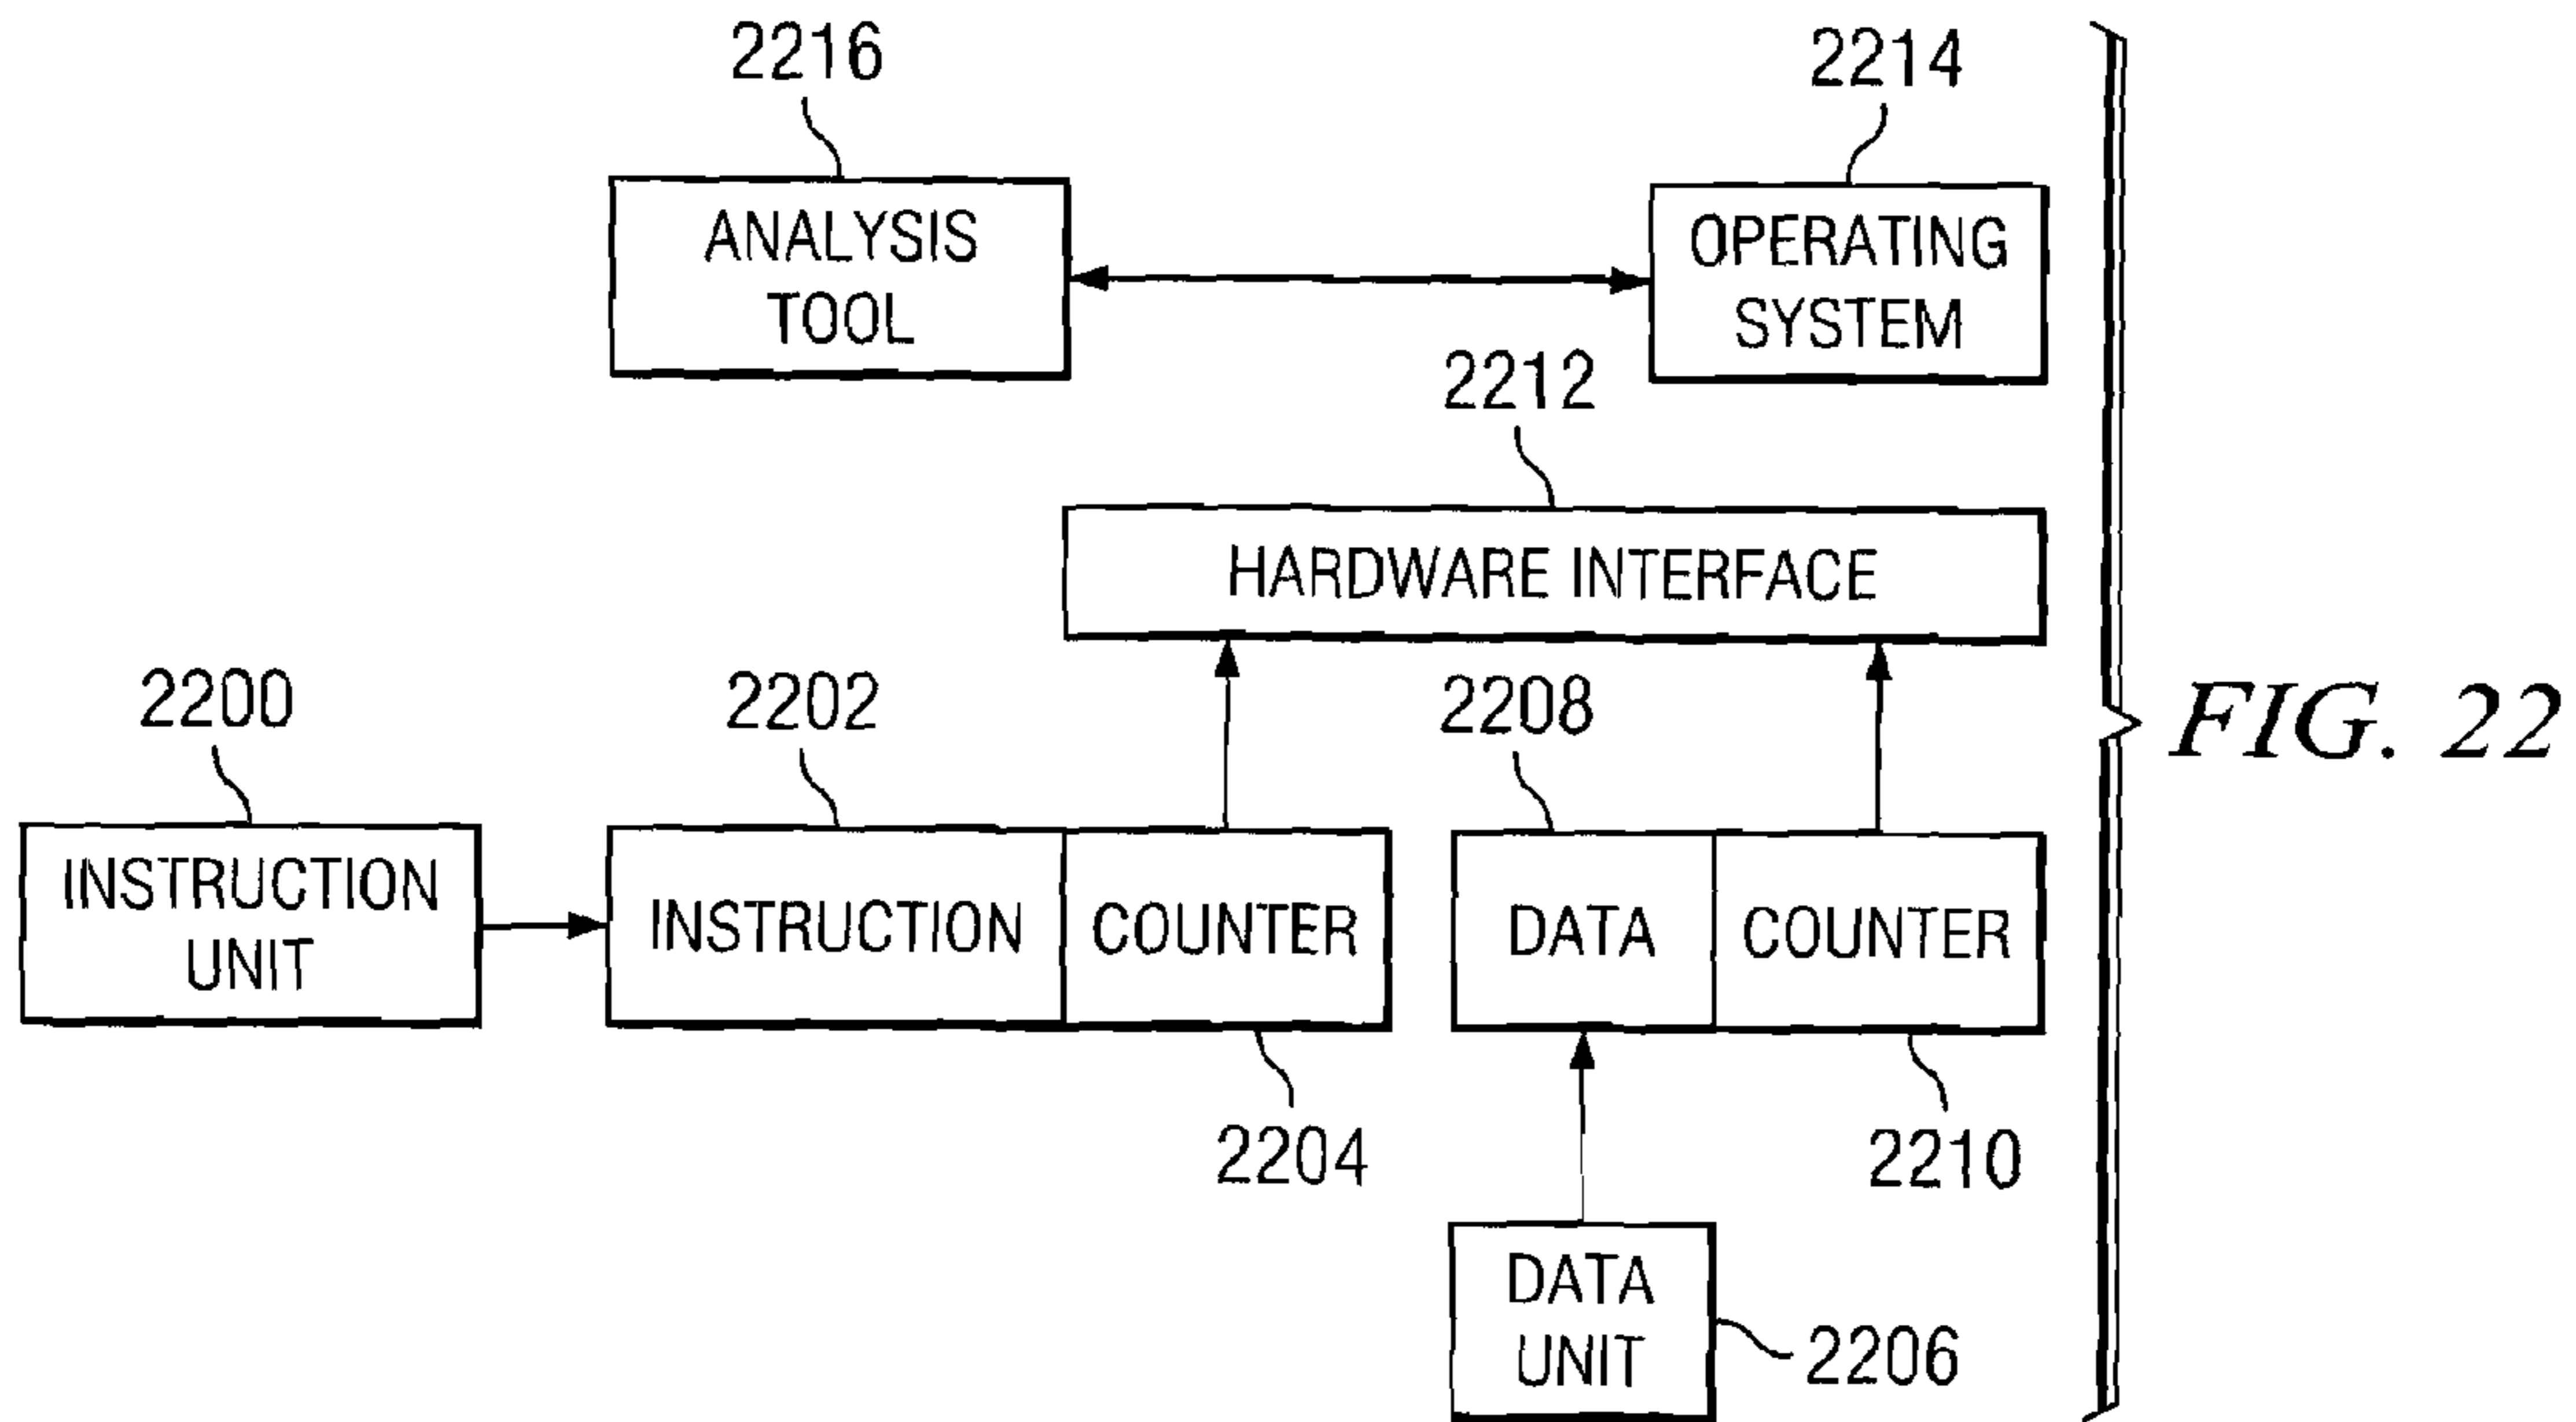 2216
2214
ANALYSIS
TOOL
OPERATING
SYSTEM
2212
HARDWARE INTERFACE
2200
2202
2208
FIG. 22
INSTRUCTION
UNIT
INSTRUCTION
COUNTER
DATA
COUNTER
2204
2210
DATA
UNIT
2206